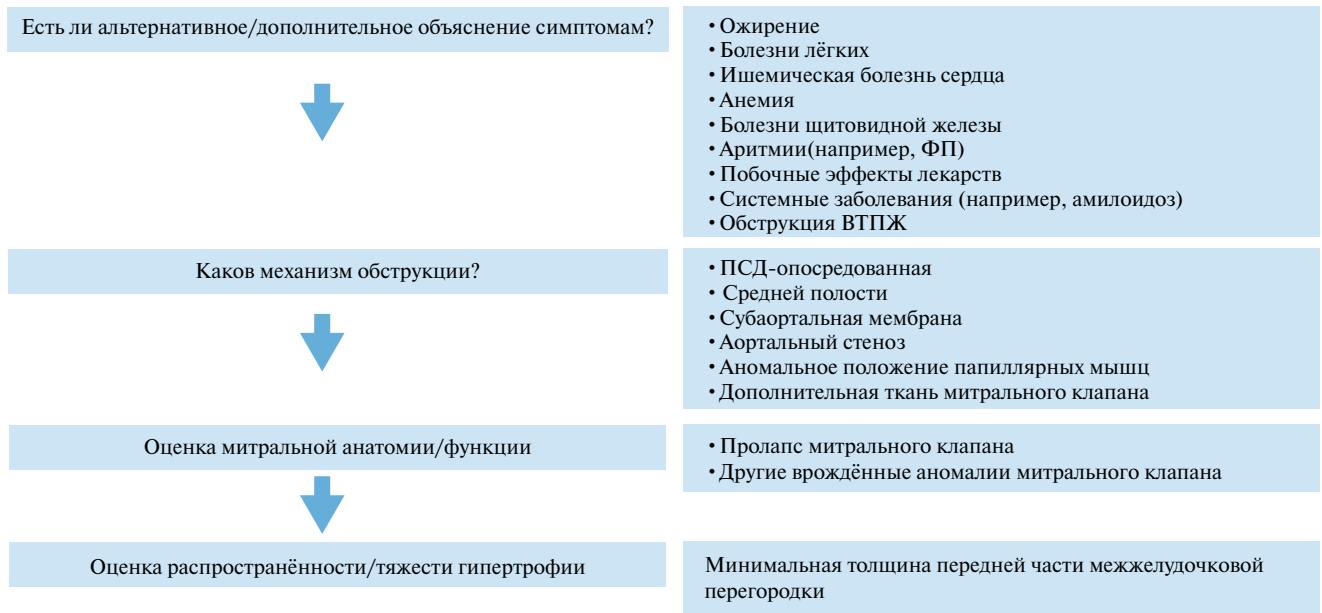 Есть ли альтернативное/дополнительное объяснение симптомам?
• Ожирение
• Болезни лёгких
• Ишемическая болезнь сердца
• Анемия
• Болезни щитовидной железы
• Аритмии(например, ФП)
• Побочные эффекты лекарств
• Системные заболевания (например, амилоидоз)
• Обструкция ВТПЖ
Каков механизм обструкции?
• ПСД-опосредованная
• Средней полости
• Субаортальная мембрана
• Аортальный стеноз
• Аномальное положение папиллярных мышц
• Дополнительная ткань митрального клапана
Оценка митральной анатомии/функции
• Пролапс митрального клапана
• Другие врождённые аномалии митрального клапана
Оценка распространённости/тяжести гипертрофии
Минимальная толщина передней части межжелудочковой
перегородки